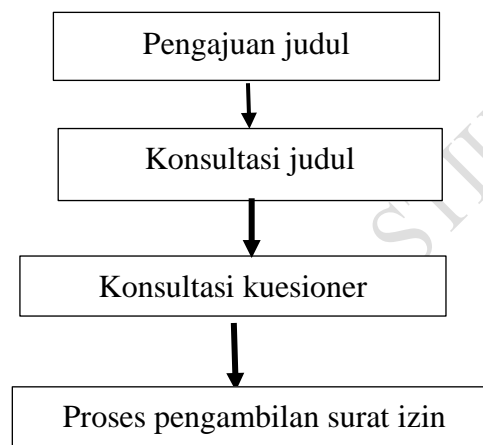 Pengajuan judul
Konsultasi judul
Konsultasi kuesioner
Proses pengambilan surat izin